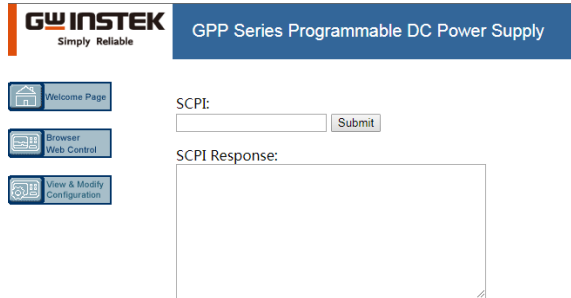 GW INSTEK
Simply Reliable
GPP Series Programmable DC Power Supply
Welcome Page
Browser
Web Control
View & Modify
Configuration
SCPI:
Submit
SCPI Response: